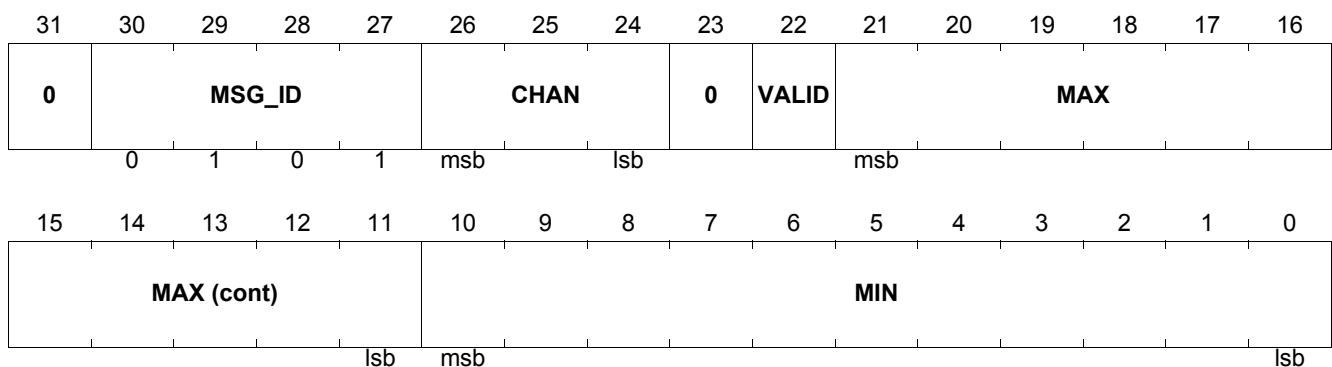 31 30 29 28 27 26 25 24 23 22 21 20 19 18 17 16
0 MSG_ID CHAN 0 VALID MAX
0 1 0 1 msb lsb msb
15 14 13 12 11 10 9 8 7 6 5 4 3 2 1 0
MAX (cont) MIN
lsb msb lsb